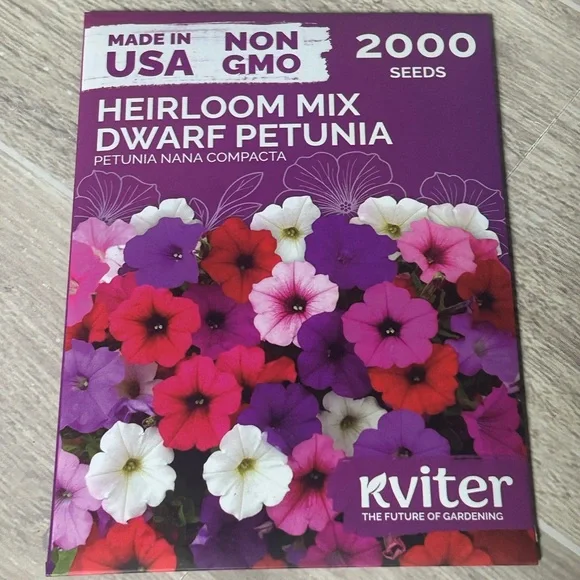 MADE IN
USA
NON
GMO
2000
SEEDS
HEIRLOOM MIX
DWARF PETUNIA
PETUNIA NANA COMPACTA
Kviter
THE FUTURE OF GARDENING